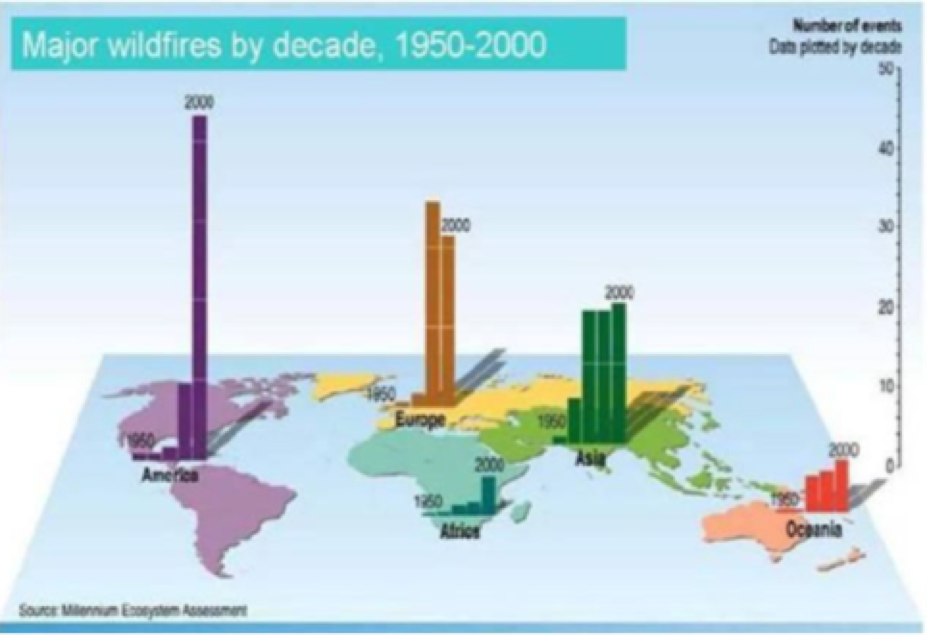 Major wildfires by decade, 1950-2000
Number of events
Data plotted by decade
50
40
30
20
10
0
2000
1950
America
2000
1950
Europe
2000
1950
Asia
2000
1950
Africa
2000
1950
Oceania
Source: Millennium Ecosystem Assessment